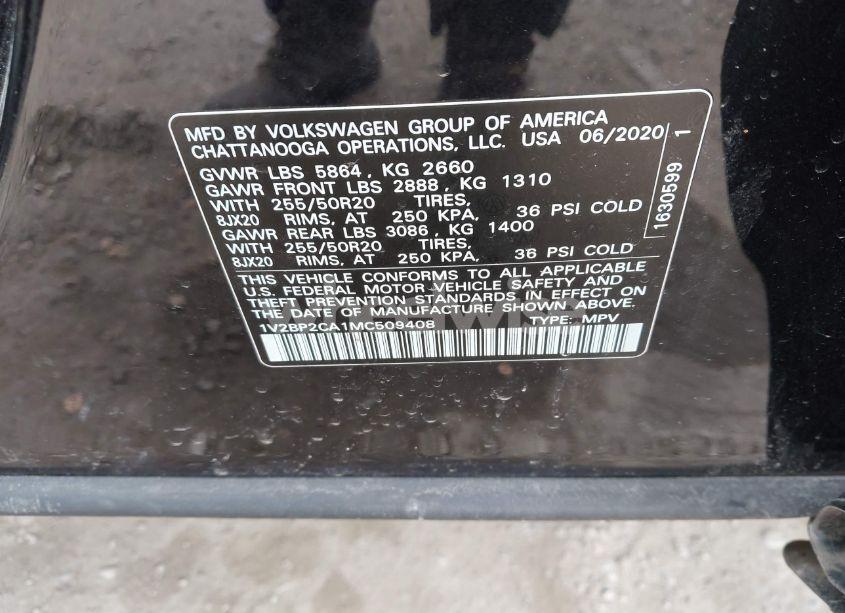 MFD BY VOLKSWAGEN GROUP OF AMERICA
CHATTANOOGA OPERATIONS, LLC. USA 06/2020
GVWR LBS 5864 , KG 2660
GAWR FRONT LBS 2888 , KG 1310
WITH 255/50R20 TIRES,
8JX20 RIMS, AT 250 KPA, 36 PSI COLD
GAWR REAR LBS 3086 , KG 1400
WITH 255/50R20 TIRES,
8JX20 RIMS, AT 250 KPA, 36 PSI COLD
THIS VEHICLE CONFORMS TO ALL APPLICABLE
U.S. FEDERAL MOTOR VEHICLE SAFETY AND
THEFT PREVENTION STANDARDS IN EFFECT ON
THE DATE OF MANUFACTURE SHOWN ABOVE.
1V2BP2CA1MC509408 TYPE: MPV
1630599 1